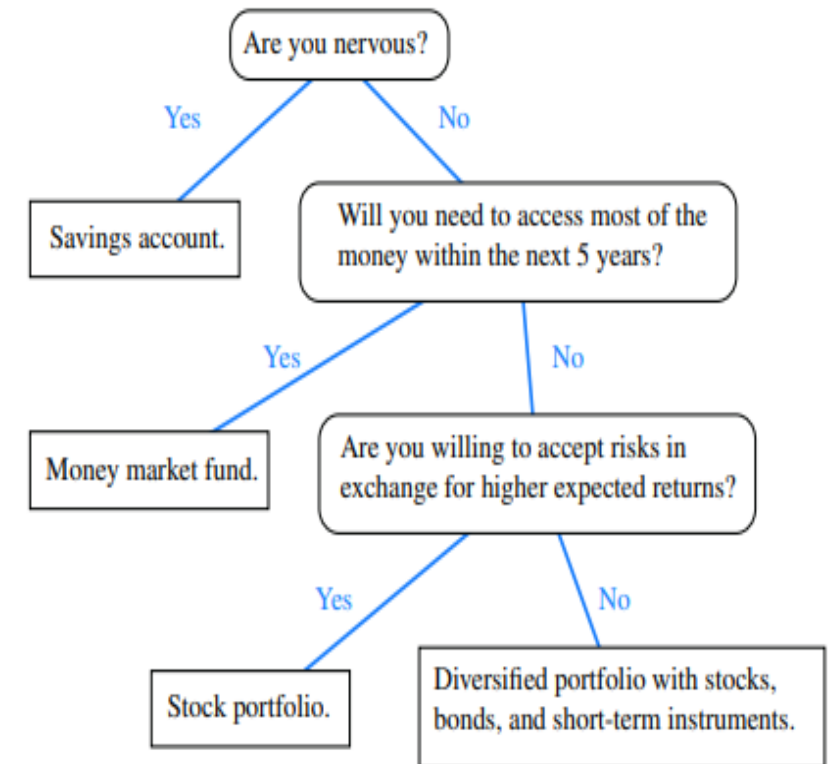 Are you nervous?
Yes
No
Savings account.
Will you need to access most of the
money within the next 5 years?
Yes
No
Money market fund.
Are you willing to accept risks in
exchange for higher expected returns?
Yes
No
Stock portfolio.
Diversified portfolio with stocks,
bonds, and short-term instruments.